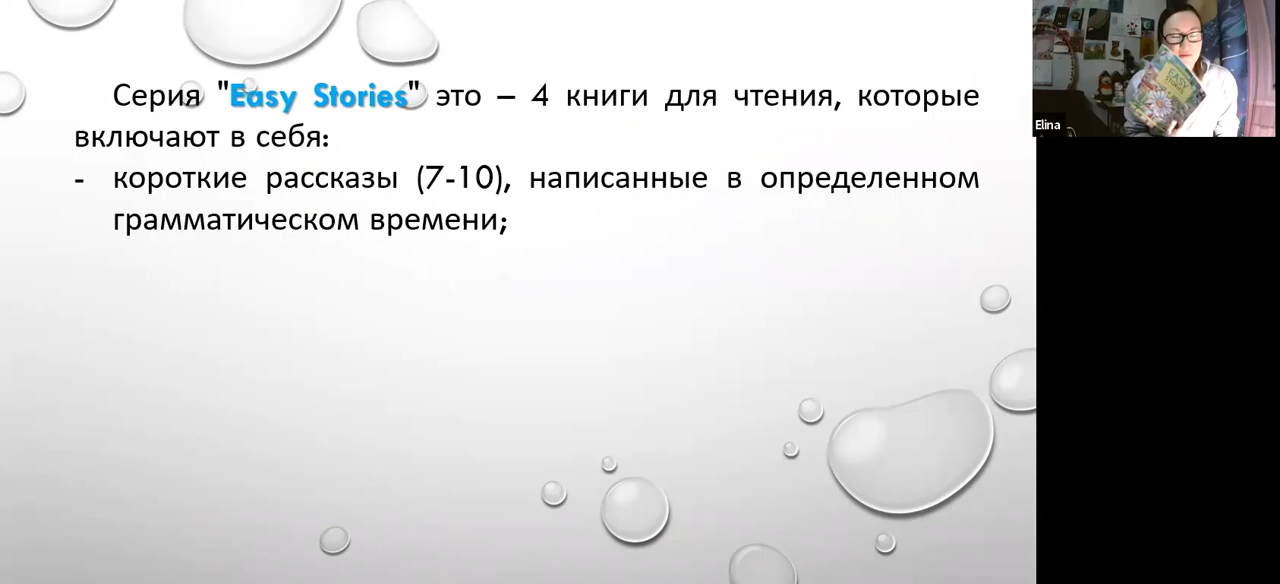 Серия "Easy Stories" это – 4 книги для чтения, которые
включают в себя:
- короткие рассказы (7-10), написанные в определенном
грамматическом времени;
Elina
EASY